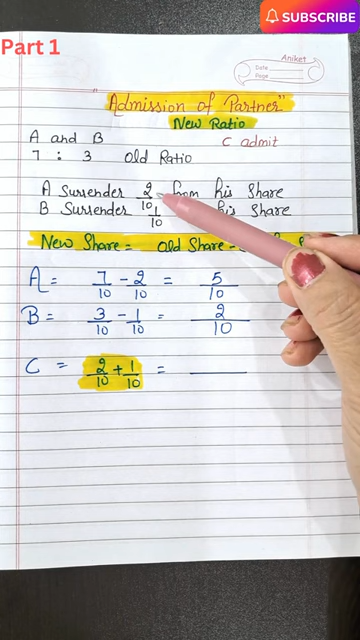 SUBSCRIBE
Part 1
Aniket
Date
Page
"Admission of Partner"
New Ratio
A and B C admit
7 : 3 Old Ratio
A Surrender 2/10 from his Share
B Surrender 1/10 his Share
New Share = Old Share -
A = 7/10 - 2/10 = 5/10
B = 3/10 - 1/10 = 2/10
C = 2/10 + 1/10 =